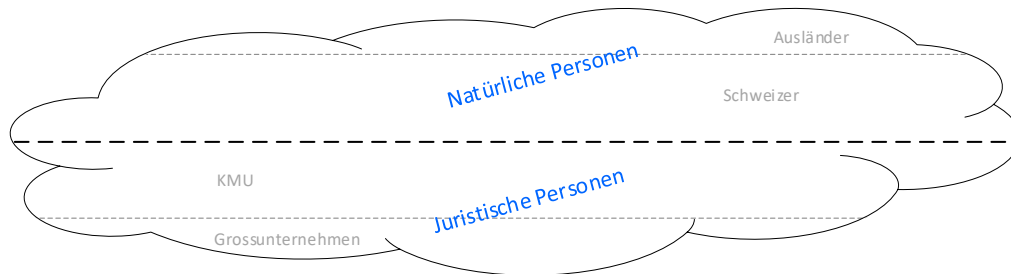 Ausländer
Natürliche Personen
Schweizer
KMU
Juristische Personen
Grossunternehmen